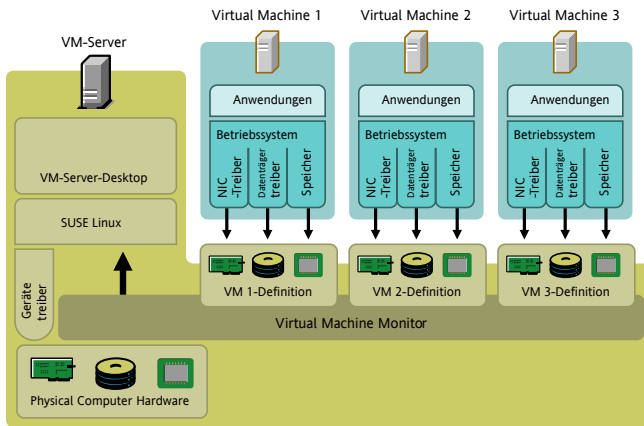 Virtual Machine 1
Virtual Machine 2
Virtual Machine 3
VM-Server
Anwendungen
Anwendungen
Anwendungen
Betriebssystem
Betriebssystem
Betriebssystem
NIC
-Treiber
Datenträger
treiber
Speicher
NIC
-Treiber
Datenträger
treiber
Speicher
NIC
-Treiber
Datenträger
treiber
Speicher
VM-Server-Desktop
SUSE Linux
Geräte
treiber
VM 1-Definition
VM 2-Definition
VM 3-Definition
Virtual Machine Monitor
Physical Computer Hardware